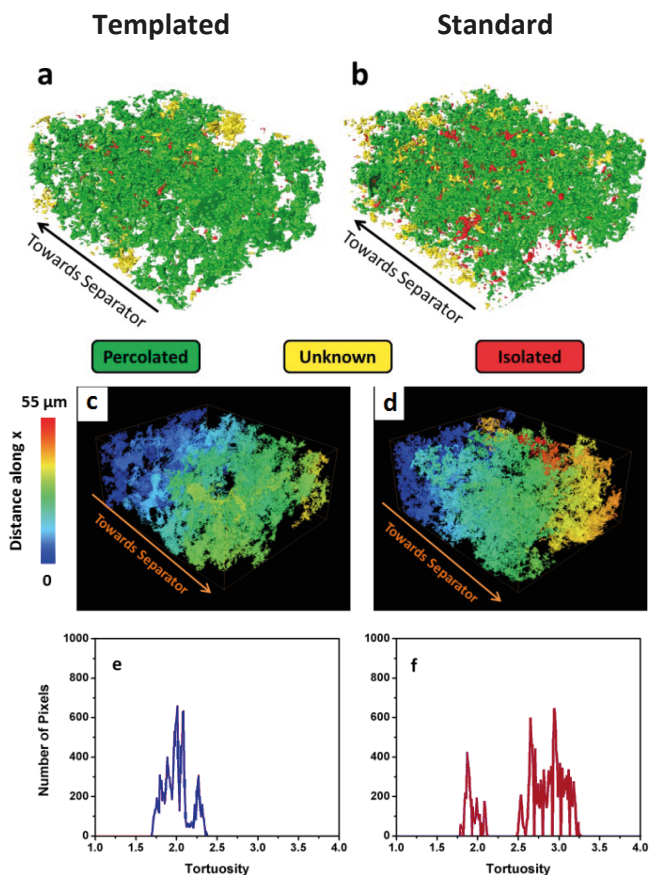 Templated Standard
a b
Towards Separator Towards Separator
Percolated Unknown Isolated
55 µm
Distance along x
0
c d
Towards Separator Towards Separator
e f
Number of Pixels
1000 1000
800 800
600 600
400 400
200 200
0 0
1.0 1.5 2.0 2.5 3.0 3.5 4.0 1.0 1.5 2.0 2.5 3.0 3.5 4.0
Tortuosity Tortuosity